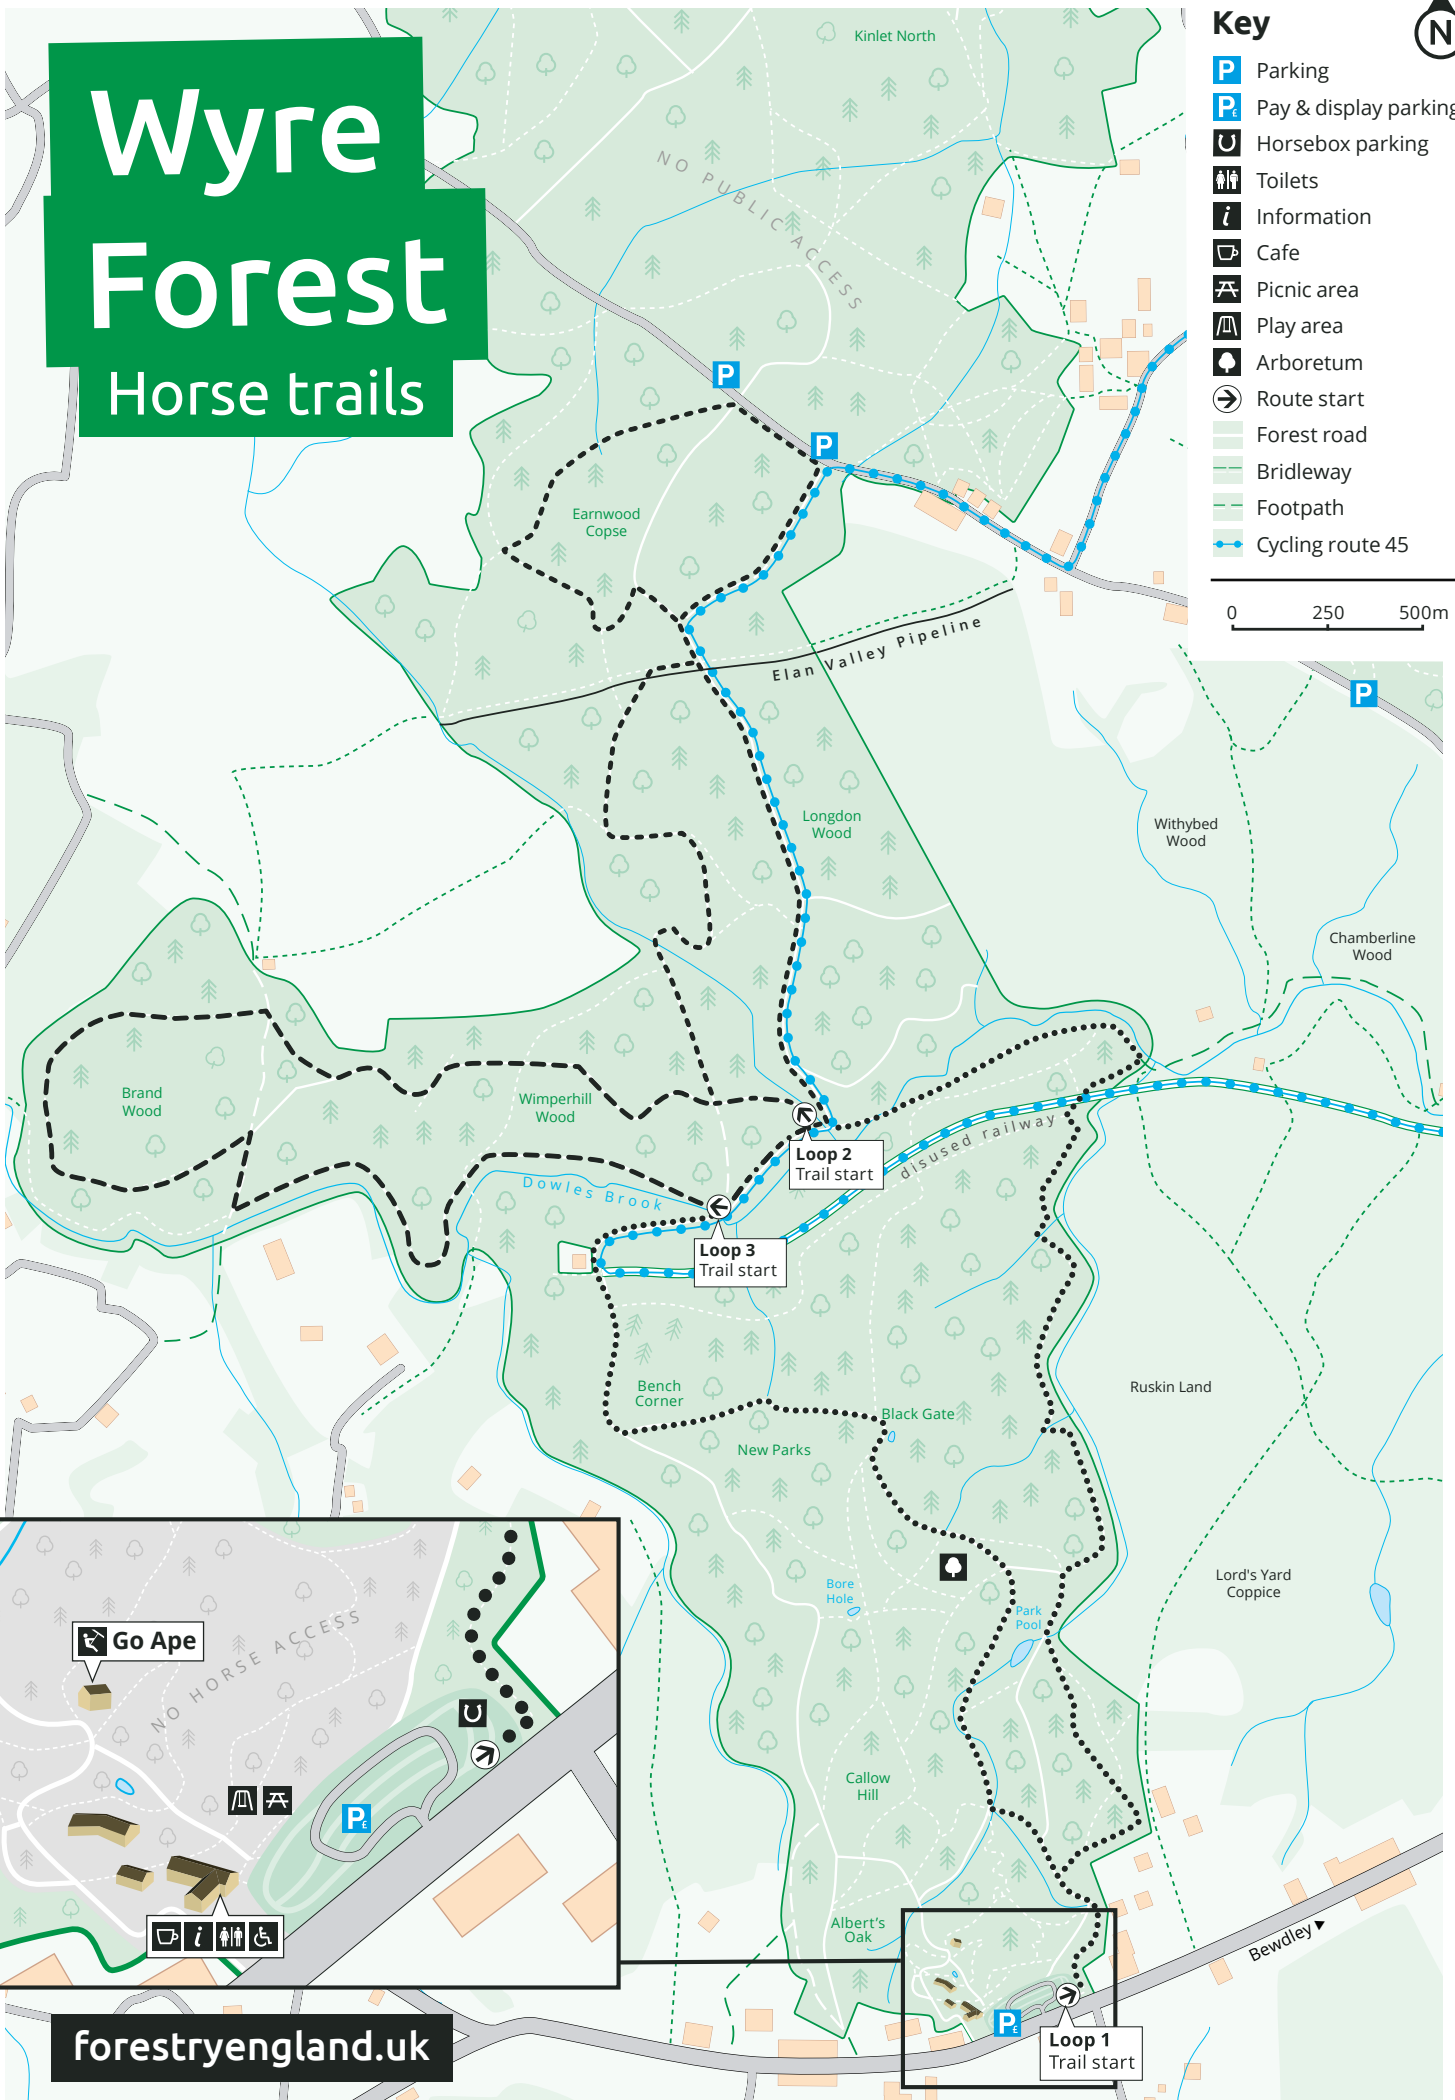 Wyre
Forest
Horse trails
Key
N
Parking
P
Pay & display parking
P£
Horsebox parking
Toilets
Information
i
Cafe
Picnic area
Play area
Arboretum
Route start
Forest road
Bridleway
Footpath
Cycling route 45
0 250 500m
Kinlet North
NO PUBLIC ACCESS
P
P
Earnwood
Copse
Elan Valley Pipeline
P
Longdon
Wood
Withybed
Wood
Chamberline
Wood
Brand
Wood
Wimperhill
Wood
Loop 2
Trail start
disused railway
Dowles Brook
Loop 3
Trail start
Bench
Corner
Black Gate
New Parks
Ruskin Land
Bore
Hole
Park
Pool
Lord's Yard
Coppice
Go Ape
NO HORSE ACCESS
P£
i
Callow
Hill
Albert's
Oak
Bewdley
P£
Loop 1
Trail start
forestryengland.uk